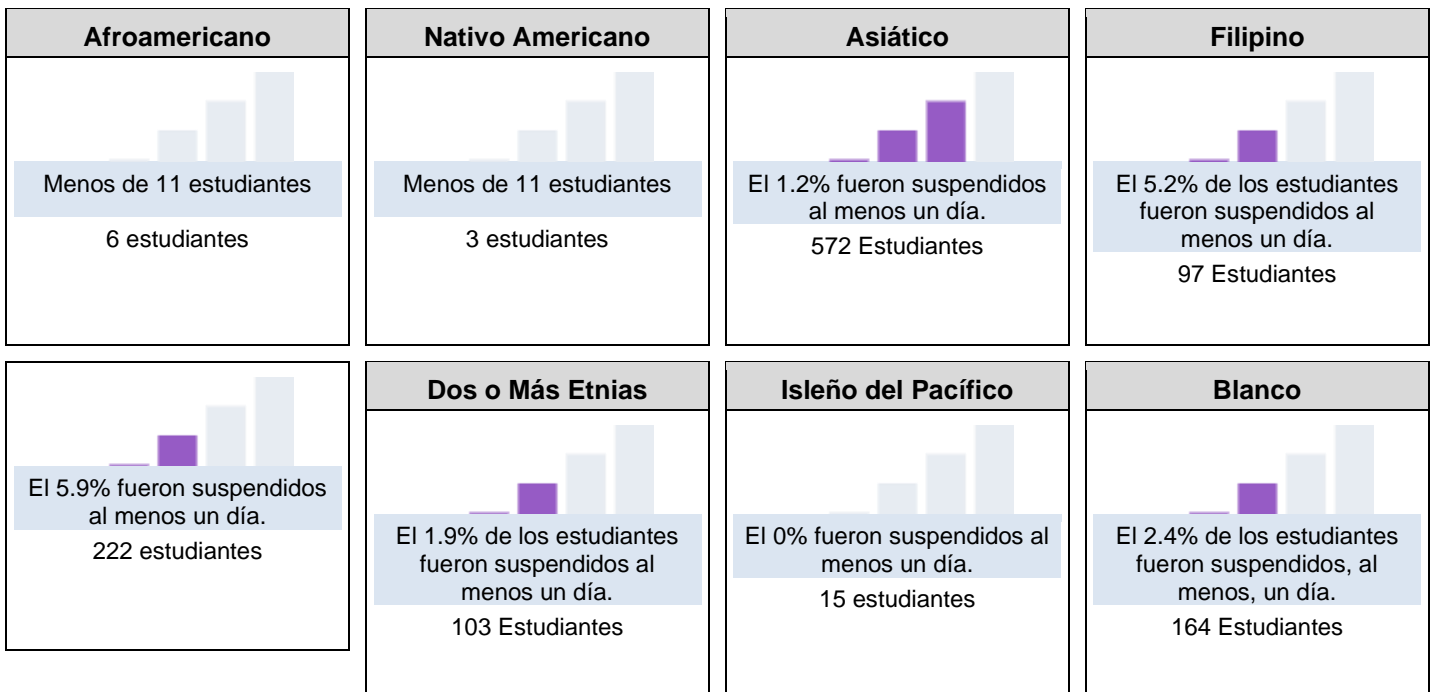 Afroamericano
Menos de 11 estudiantes
6 estudiantes
Nativo Americano
Menos de 11 estudiantes
3 estudiantes
Asiático
El 1.2% fueron suspendidos
al menos un día.
572 Estudiantes
Filipino
El 5.2% de los estudiantes
fueron suspendidos al
menos un día.
97 Estudiantes
El 5.9% fueron suspendidos
al menos un día.
222 estudiantes
Dos o Más Etnias
El 1.9% de los estudiantes
fueron suspendidos al
menos un día.
103 Estudiantes
Isleño del Pacífico
El 0% fueron suspendidos al
menos un día.
15 estudiantes
Blanco
El 2.4% de los estudiantes
fueron suspendidos, al
menos, un día.
164 Estudiantes